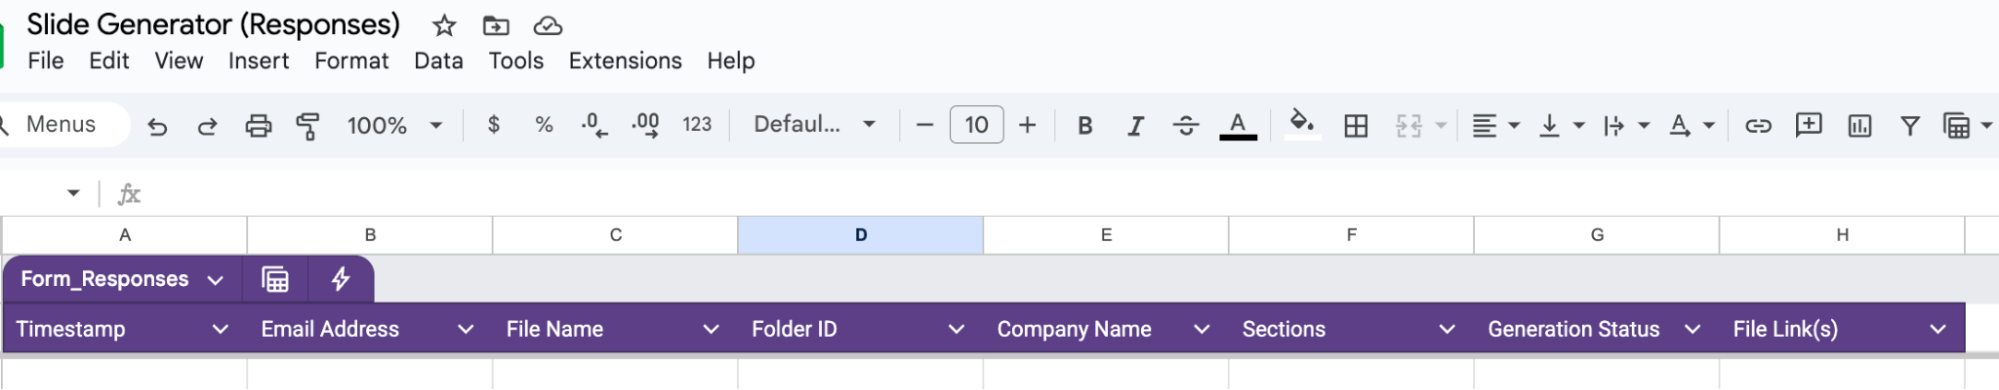 Slide Generator (Responses)
File Edit View Insert Format Data Tools Extensions Help
Menus 100% $ % .0 .00 123 Defaul... − 10 + B I S A
fx
A B C D E F G H
Form_Responses
Timestamp Email Address File Name Folder ID Company Name Sections Generation Status File Link(s)